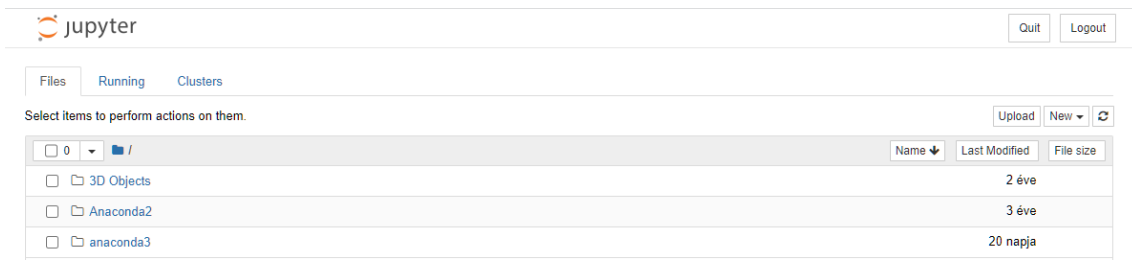 jupyter
Quit Logout
Files Running Clusters
Select items to perform actions on them.
Upload New
0 / Name Last Modified File size
3D Objects 2 éve
Anaconda2 3 éve
anaconda3 20 napja